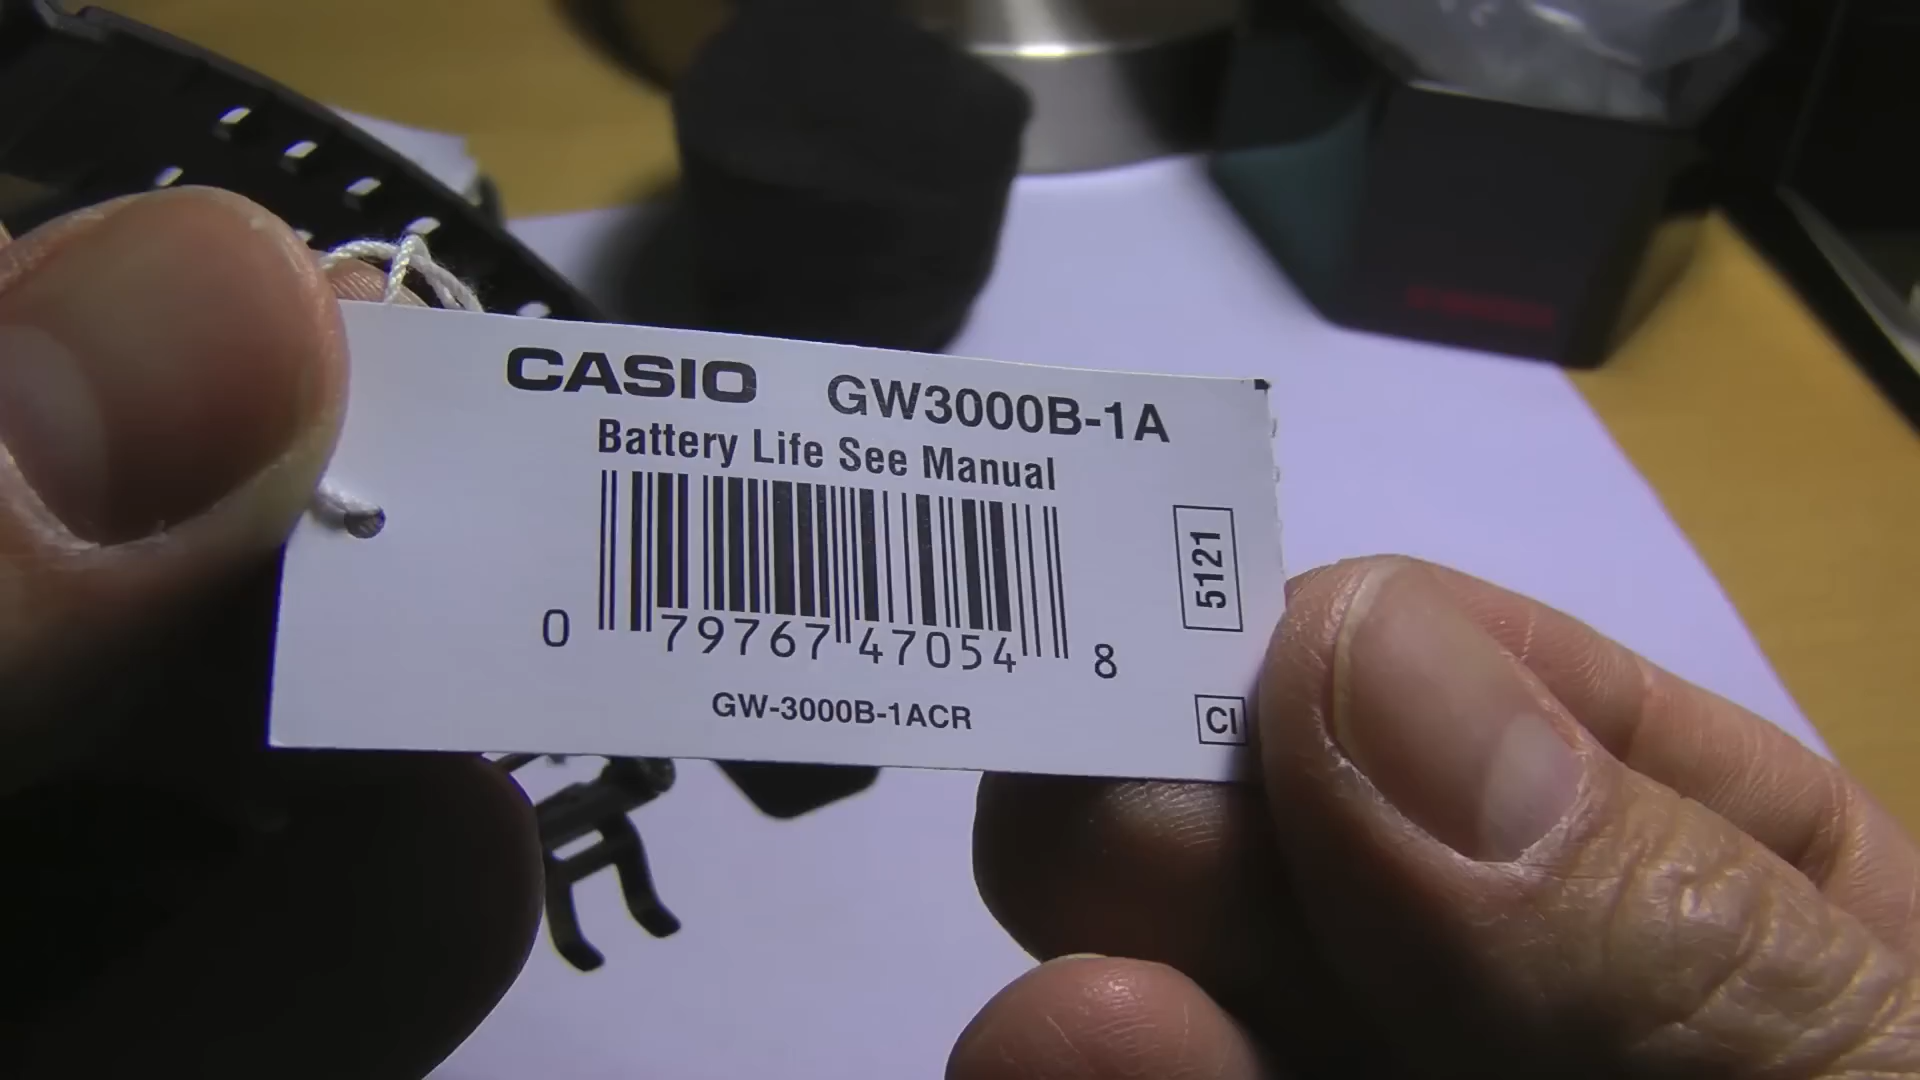 CASIO GW3000B-1A
Battery Life See Manual
5121
0 79767 47054 8
GW-3000B-1ACR
CI